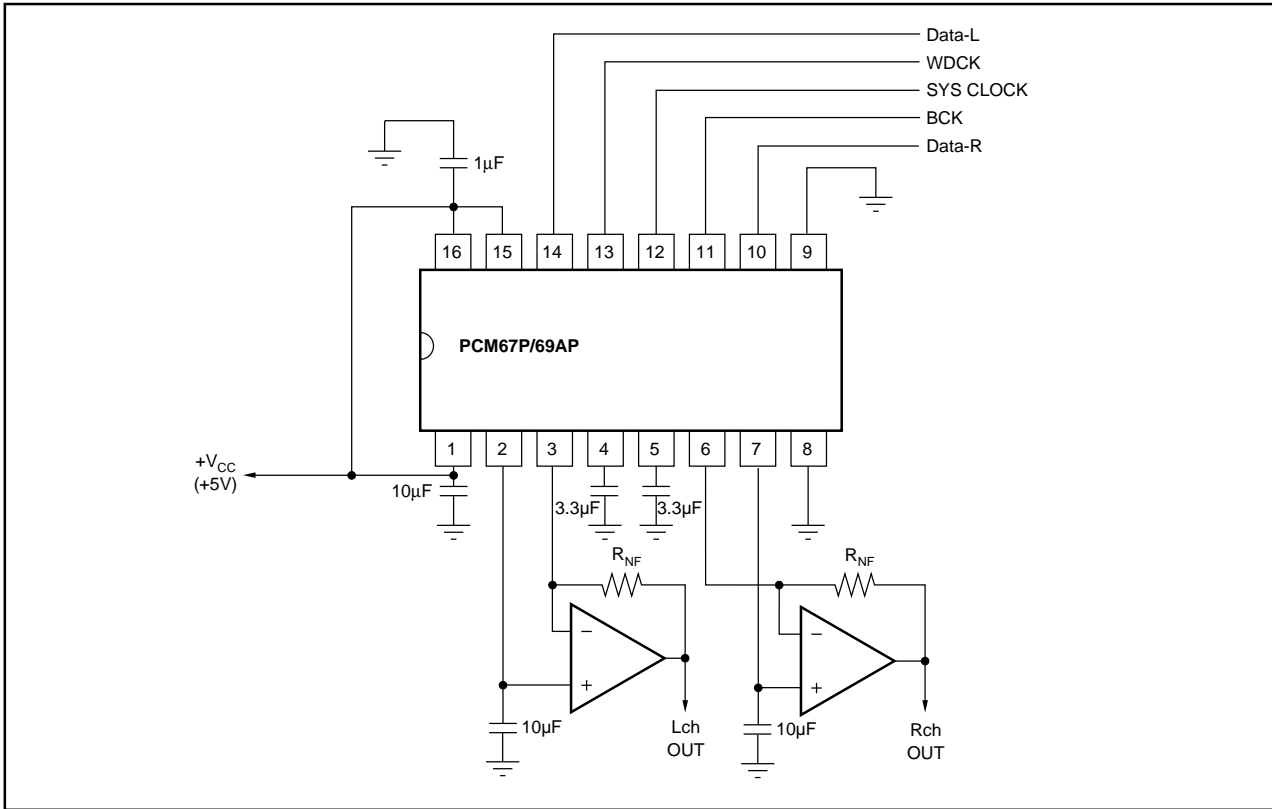 Data-L
WDCK
SYS CLOCK
BCK
Data-R
1μF
16 15 14 13 12 11 10 9
PCM67P/69AP
1 2 3 4 5 6 7 8
+VCC
(+5V)
10μF
3.3μF
3.3μF
RNF
RNF
−
+
−
+
10μF
Lch
OUT
10μF
Rch
OUT